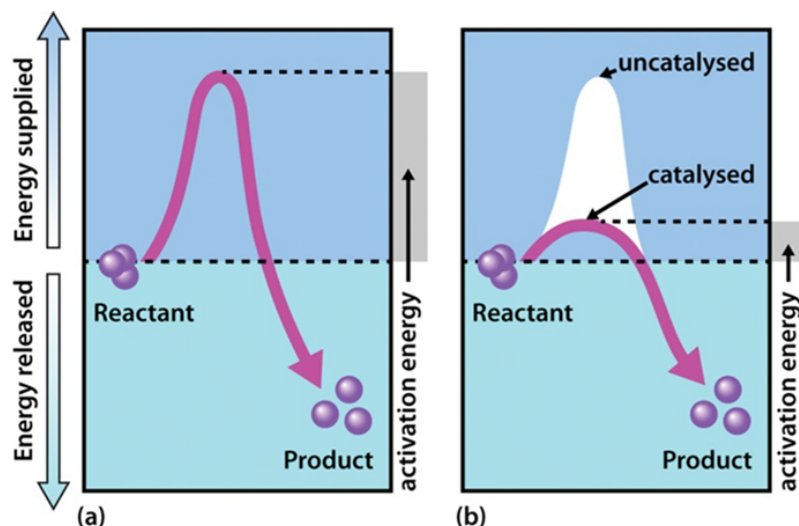 Energy supplied
Energy released
Reactant
Product
activation energy
(a)
uncatalysed
catalysed
Reactant
Product
activation energy
(b)